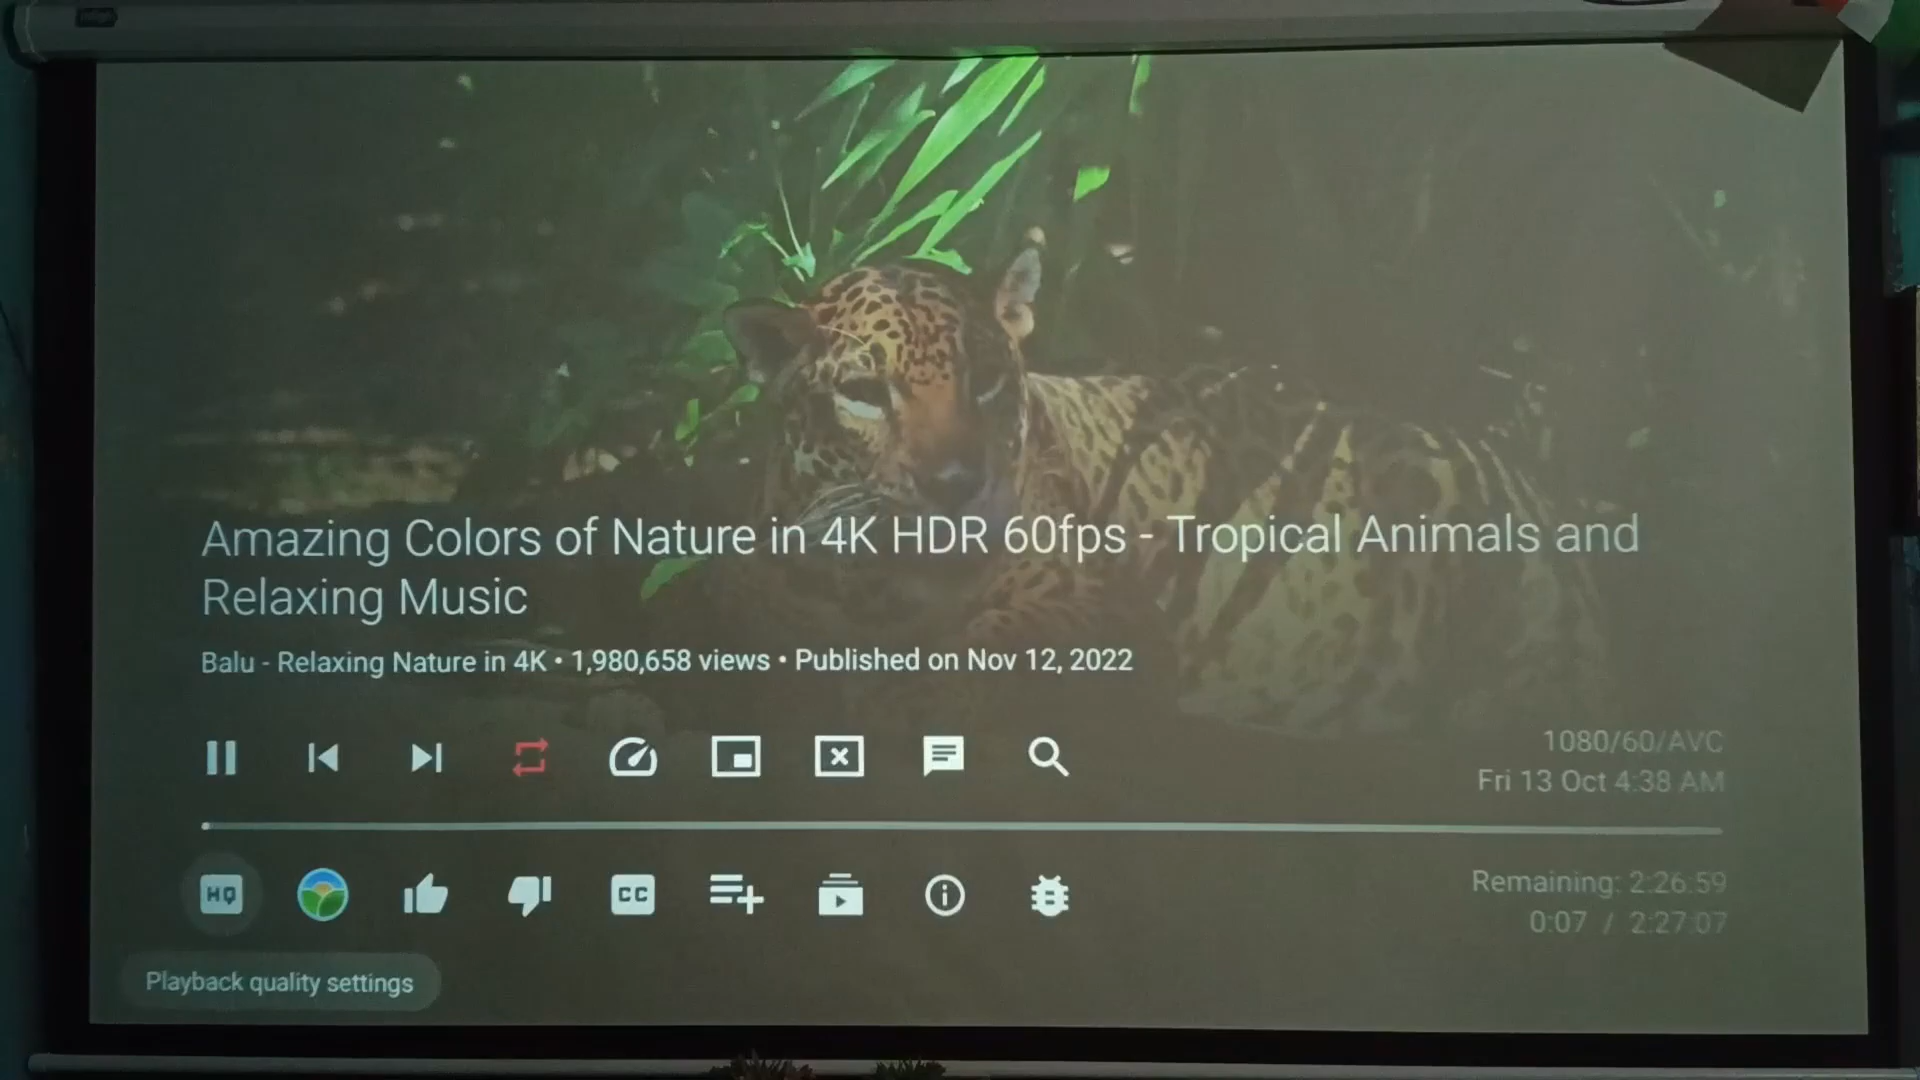 Amazing Colors of Nature in 4K HDR 60fps - Tropical Animals and
Relaxing Music
Balu - Relaxing Nature in 4K • 1,980,658 views • Published on Nov 12, 2022
1080/60/AVC
Fri 13 Oct 4:38 AM
HQ
CC
Remaining: 2:26:59
0:07 / 2:27:07
Playback quality settings